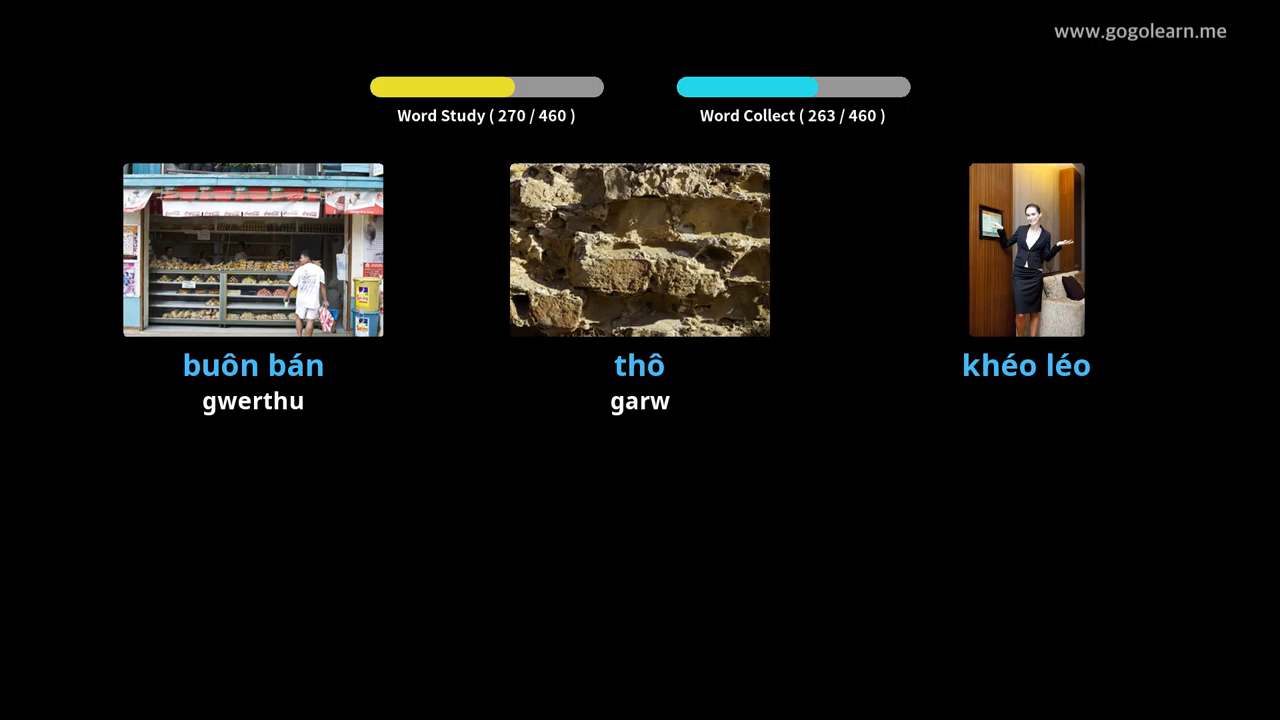 www.gogolearn.me
Word Study ( 270 / 460 )
Word Collect ( 263 / 460 )
buôn bán
gwerthu
thô
garw
khéo léo